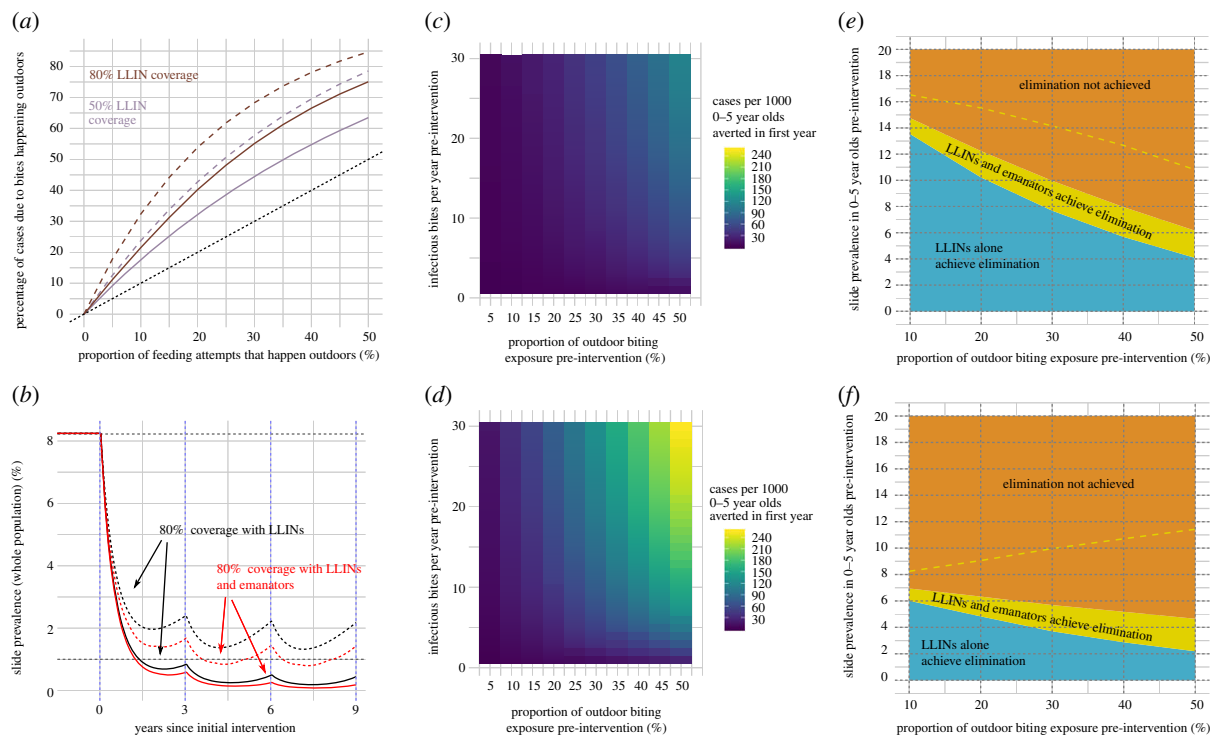 (a)
percentage of cases due to bites happening outdoors
80
70
60
50
40
30
20
10
0
80% LLIN coverage
50% LLIN
coverage
0 10 20 30 40 50
proportion of feeding attempts that happen outdoors (%)
(b)
slide prevalence (whole population) (%)
8
6
4
2
0
80% coverage with LLINs
80% coverage with LLINs
and emanators
0 3 6 9
years since initial intervention
(c)
infectious bites per year pre-intervention
30
20
10
0
5 10 15 20 25 30 35 40 45 50
proportion of outdoor biting
exposure pre-intervention (%)
cases per 1000
0–5 year olds
averted in first year
240
210
180
150
120
90
60
30
(d)
infectious bites per year pre-intervention
30
20
10
0
5 10 15 20 25 30 35 40 45 50
proportion of outdoor biting
exposure pre-intervention (%)
cases per 1000
0–5 year olds
averted in first year
240
210
180
150
120
90
60
30
(e)
slide prevalence in 0–5 year olds pre-intervention
20
18
16
14
12
10
8
6
4
2
0
elimination not achieved
LLINs and emanators achieve elimination
LLINs alone
achieve elimination
10 20 30 40 50
proportion of outdoor biting exposure pre-intervention (%)
(f)
slide prevalence in 0–5 year olds pre-intervention
20
18
16
14
12
10
8
6
4
2
0
elimination not achieved
LLINs and emanators achieve elimination
LLINs alone
achieve elimination
10 20 30 40 50
proportion of outdoor biting exposure pre-intervention (%)